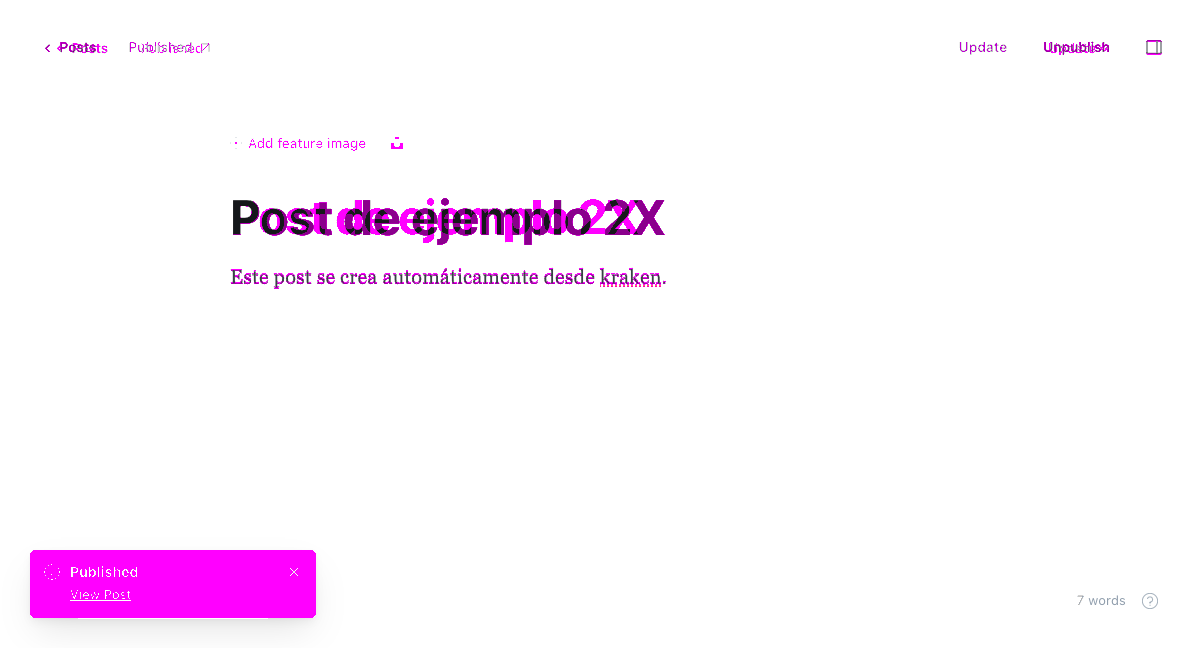 Posts Published Update Unpublish
Add feature image
Post de ejemplo 2X
Este post se crea automáticamente desde kraken.
Published
View Post
7 words